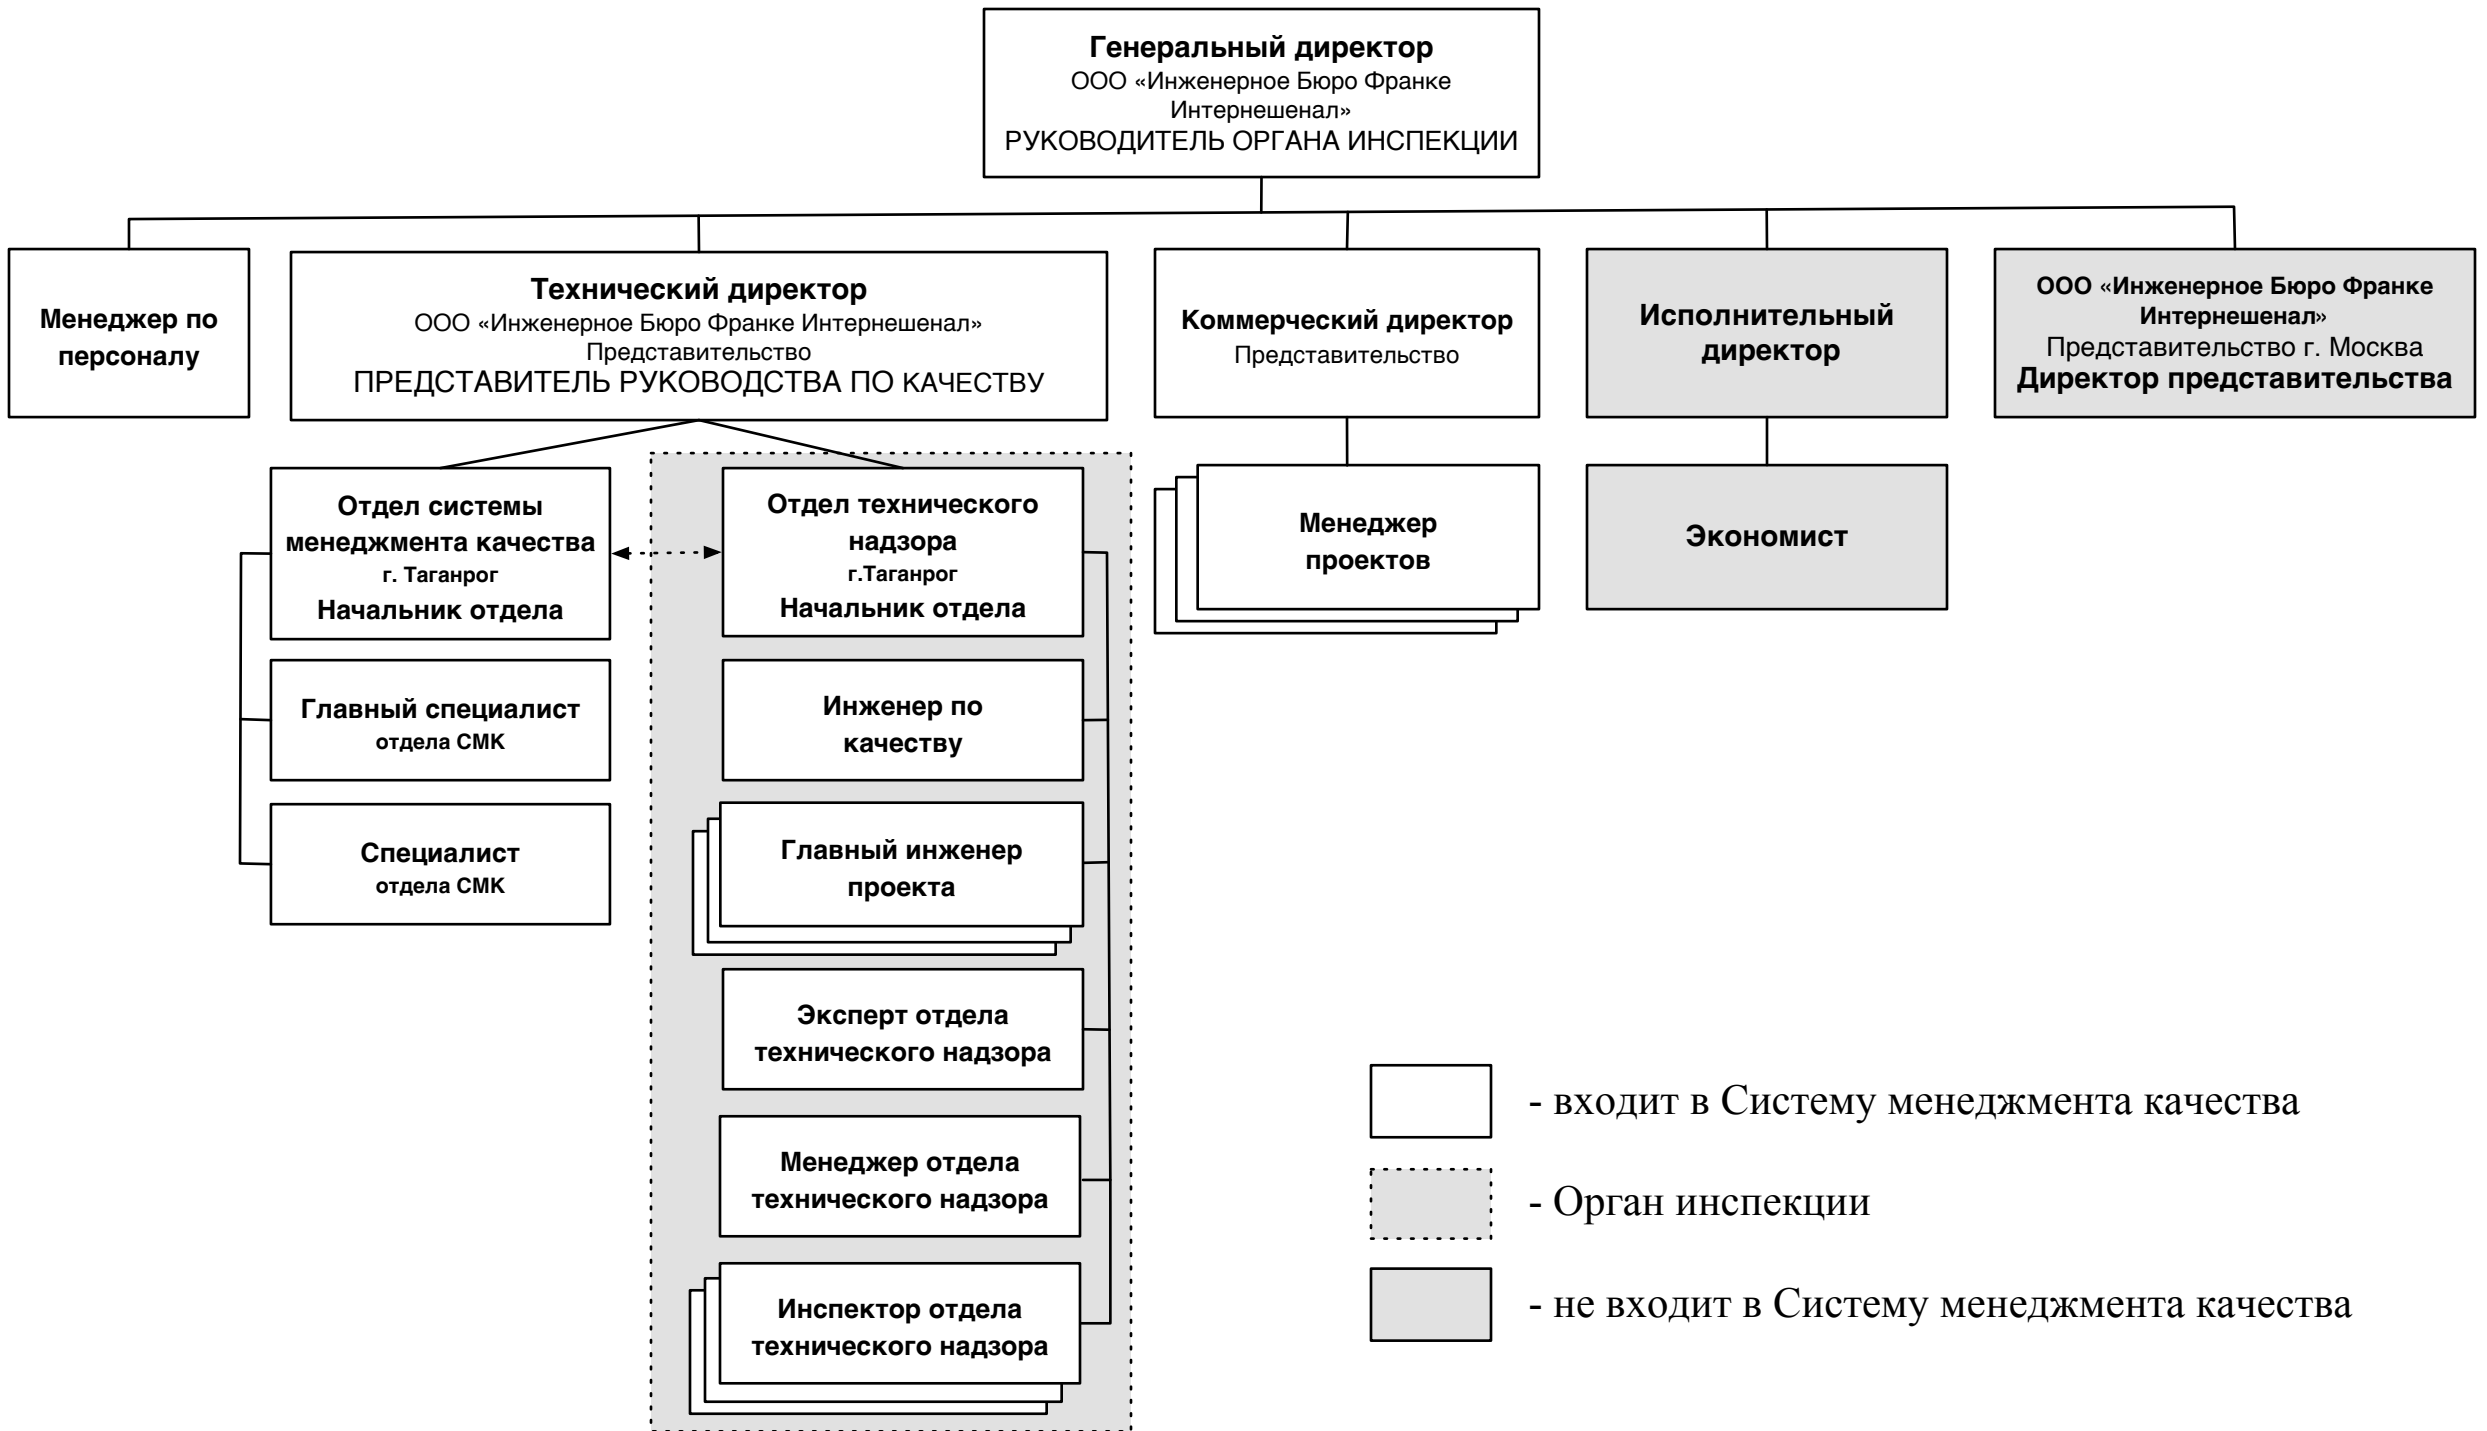 Генеральный директор
ООО «Инженерное Бюро Франке
Интернешенал»
РУКОВОДИТЕЛЬ ОРГАНА ИНСПЕКЦИИ
Менеджер по
персоналу
Технический директор
ООО «Инженерное Бюро Франке Интернешенал»
Представительство
ПРЕДСТАВИТЕЛЬ РУКОВОДСТВА ПО КАЧЕСТВУ
Коммерческий директор
Представительство
Исполнительный
директор
ООО «Инженерное Бюро Франке
Интернешенал»
Представительство г. Москва
Директор представительства
Отдел системы
менеджмента качества
г. Таганрог
Начальник отдела
Отдел технического
надзора
г.Таганрог
Начальник отдела
Менеджер
проектов
Экономист
Главный специалист
отдела СМК
Инженер по
качеству
Специалист
отдела СМК
Главный инженер
проекта
Эксперт отдела
технического надзора
Менеджер отдела
технического надзора
Инспектор отдела
технического надзора
- входит в Систему менеджмента качества
- Орган инспекции
- не входит в Систему менеджмента качества